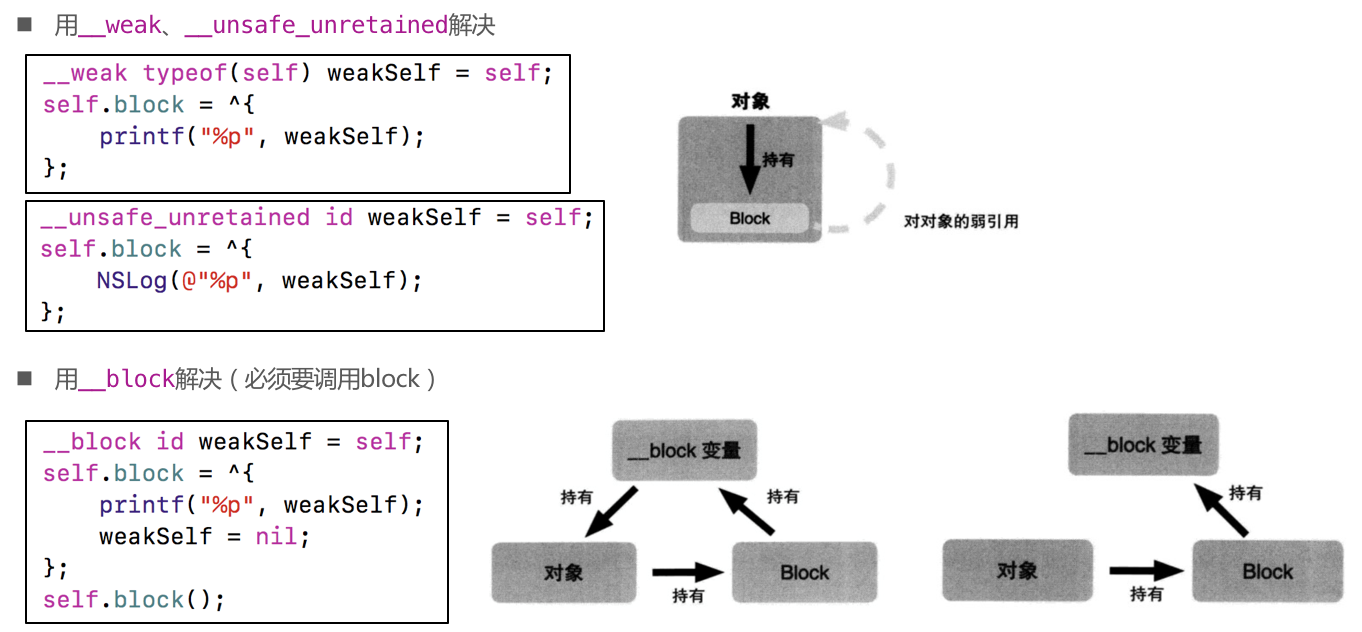 用__weak、__unsafe_unretained解决
__weak typeof(self) weakSelf = self;
self.block = ^{
    printf("%p", weakSelf);
};
对象
持有
Block
对对象的弱引用
__unsafe_unretained id weakSelf = self;
self.block = ^{
    NSLog(@"%p", weakSelf);
};
用__block解决（必须要调用block）
__block id weakSelf = self;
self.block = ^{
    printf("%p", weakSelf);
    weakSelf = nil;
};
self.block();
__block 变量
持有
持有
对象
持有
Block
__block 变量
持有
对象
持有
Block